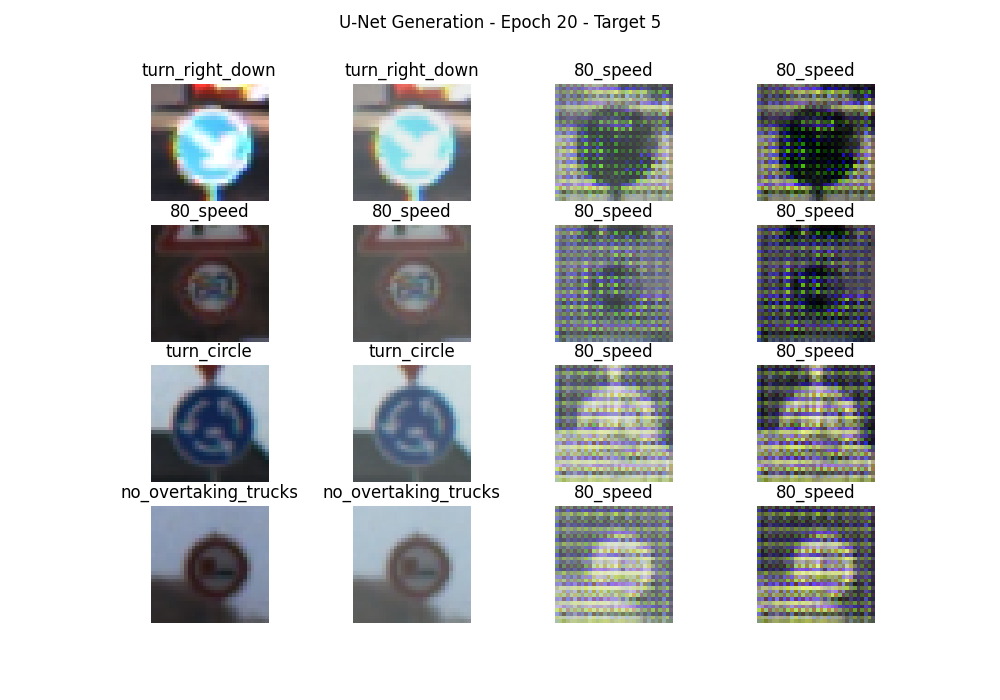 U-Net Generation - Epoch 20 - Target 5
turn_right_down turn_right_down 80_speed 80_speed
80_speed 80_speed 80_speed 80_speed
turn_circle turn_circle 80_speed 80_speed
no_overtaking_trucks no_overtaking_trucks 80_speed 80_speed